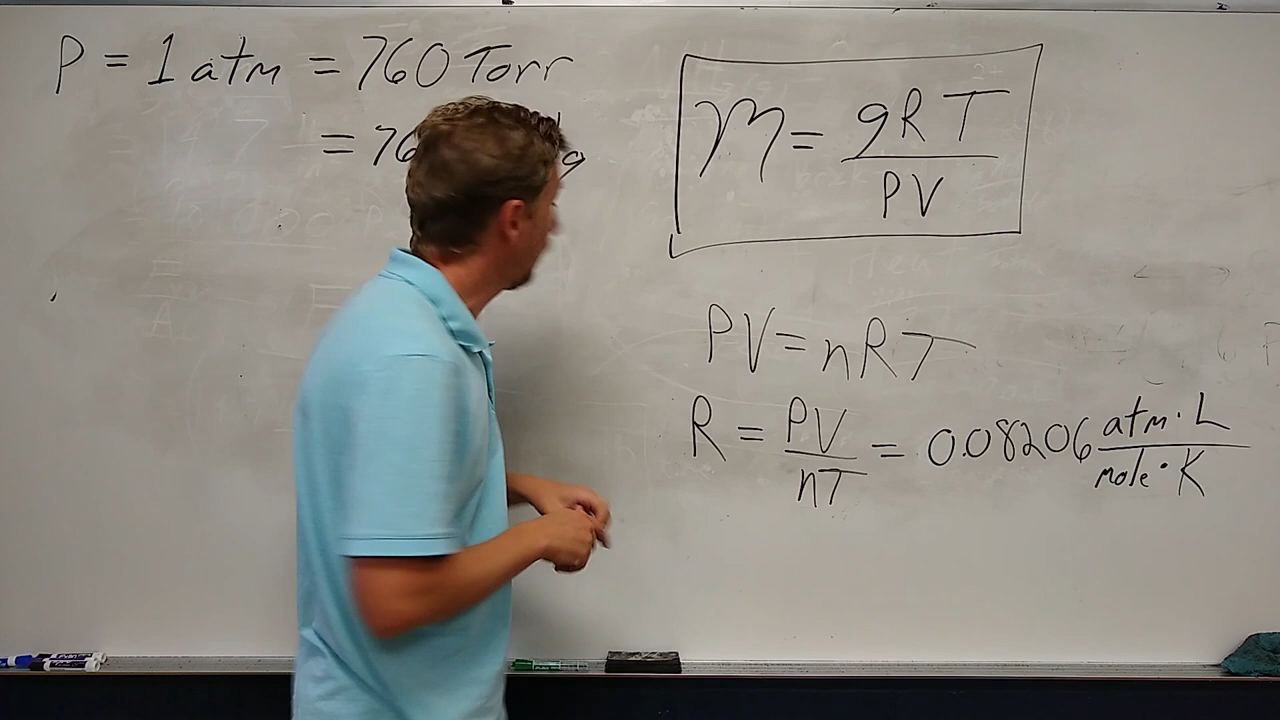 P = 1 atm = 760 Torr
= 76
M = gRT / PV
PV = nRT
R = PV / nT = 0.08206 atm·L / mole·K